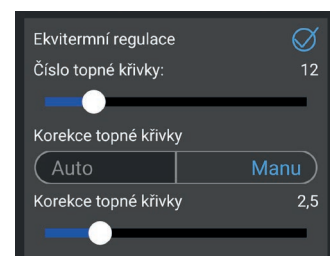 Ekvitermní regulace
Číslo topné křivky: 12
Korekce topné křivky
Auto Manu
Korekce topné křivky 2,5